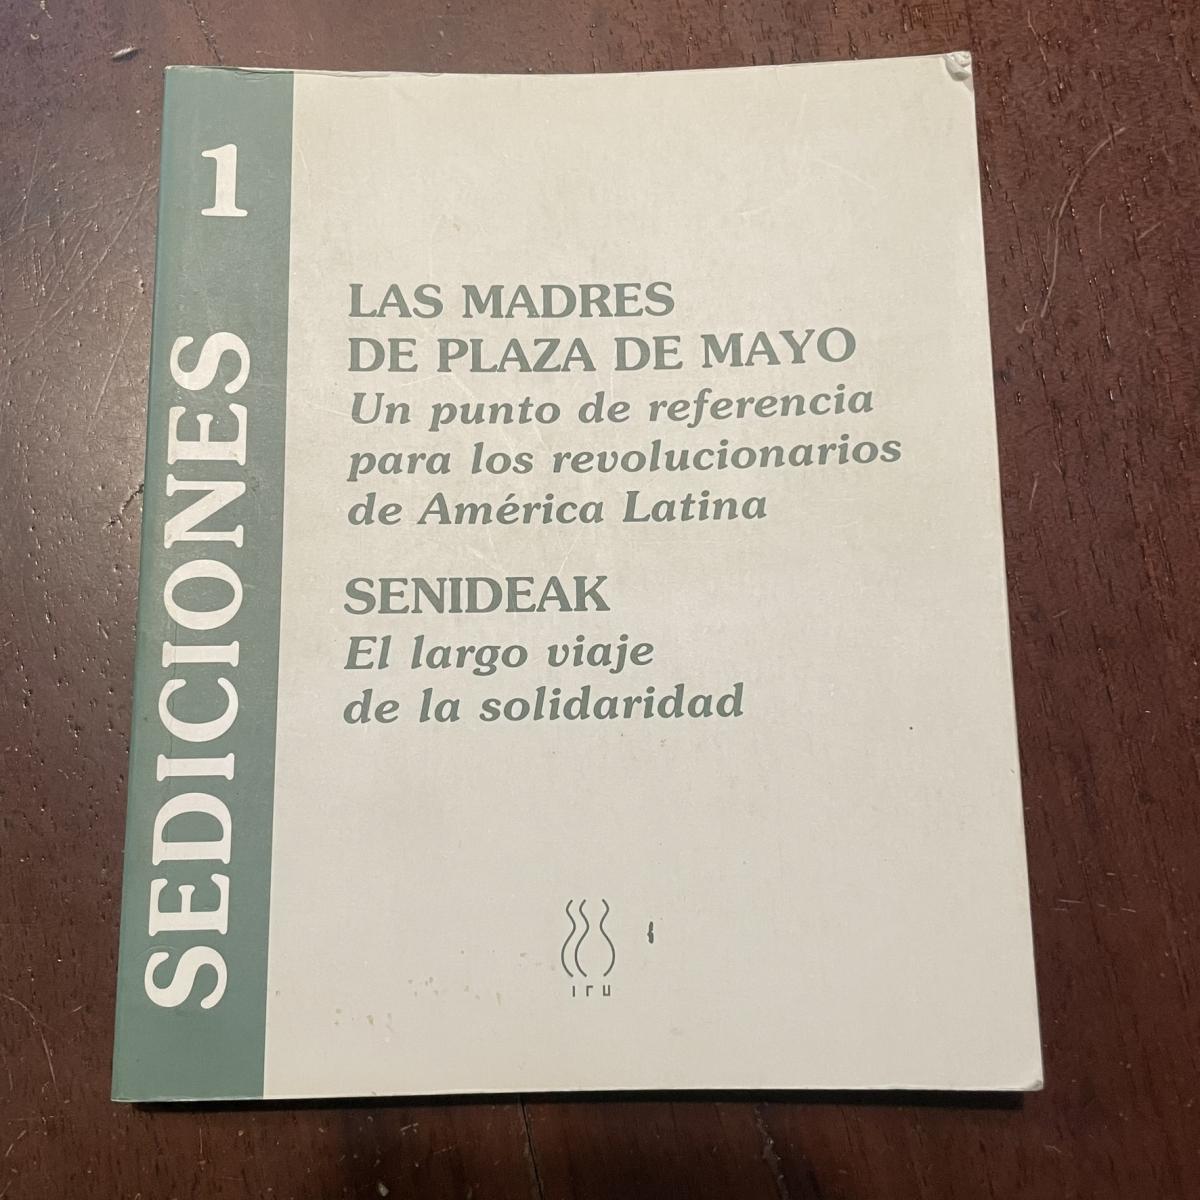 SEDICIONES 1
LAS MADRES
DE PLAZA DE MAYO
Un punto de referencia
para los revolucionarios
de América Latina
SENIDEAK
El largo viaje
de la solidaridad
iru